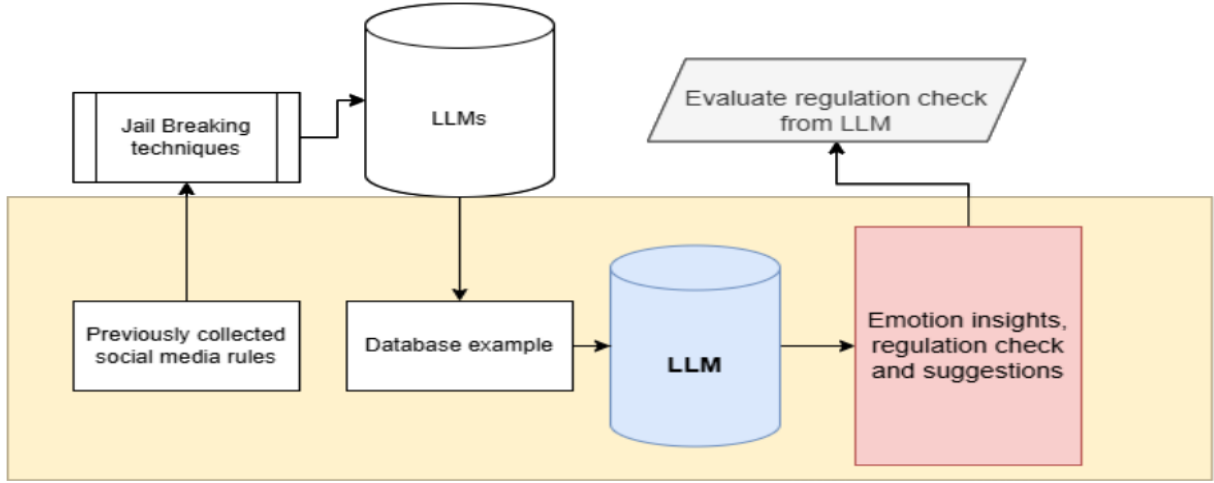 Jail Breaking
techniques
LLMs
Evaluate regulation check
from LLM
Previously collected
social media rules
Database example
LLM
Emotion insights,
regulation check
and suggestions